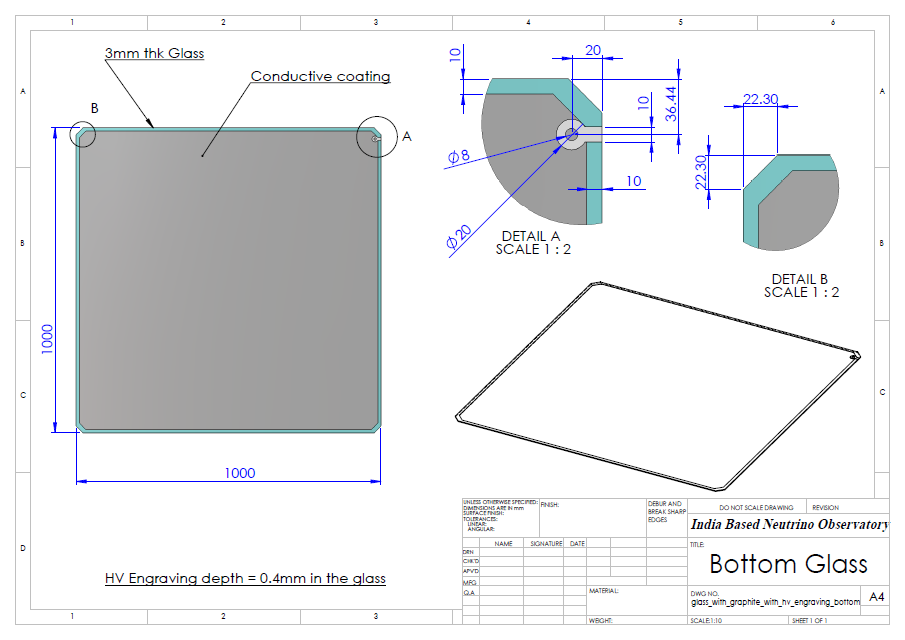 1 2 3 4 5 6
A
B
C
D
A
B
C
3mm thk Glass
Conductive coating
B
A
1000
1000
HV Engraving depth = 0.4mm in the glass
10
20
10
36.44
10
Ø8
Ø20
DETAIL A
SCALE 1 : 2
22.30
22.30
DETAIL B
SCALE 1 : 2
UNLESS OTHERWISE SPECIFIED:
DIMENSIONS ARE IN mm
SURFACE FINISH:
TOLERANCES:
LINEAR:
ANGULAR:
FINISH:
DEBUR AND
BREAK SHARP
EDGES
DO NOT SCALE DRAWING
REVISION
India Based Neutrino Observatory
NAME SIGNATURE DATE
DRN
CHK'D
APV'D
MFG
Q.A
TITLE:
Bottom Glass
MATERIAL:
DWG NO.
glass_with_graphite_with_hv_engraving_bottom
A4
WEIGHT:
SCALE:1:10
SHEET 1 OF 1
1 2 3